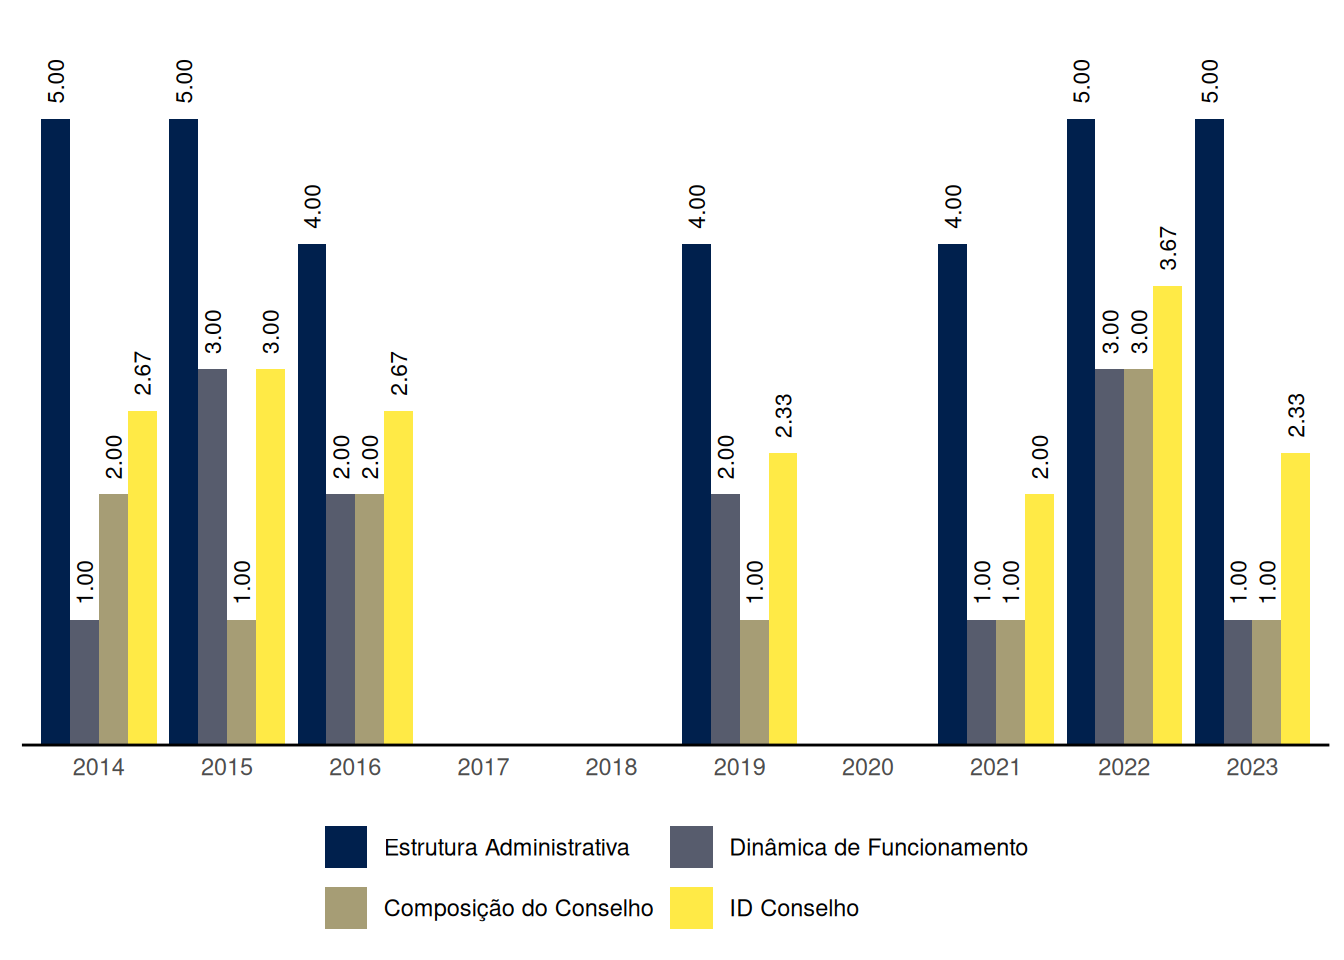 5.00 1.00 2.00 2.67 5.00 3.00 1.00 3.00 4.00 2.00 2.00 2.67 4.00 2.00 1.00 2.33 4.00 1.00 1.00 2.00 5.00 3.00 3.00 3.67 5.00 1.00 1.00 2.33
2014 2015 2016 2017 2018 2019 2020 2021 2022 2023
Estrutura Administrativa Dinâmica de Funcionamento
Composição do Conselho ID Conselho